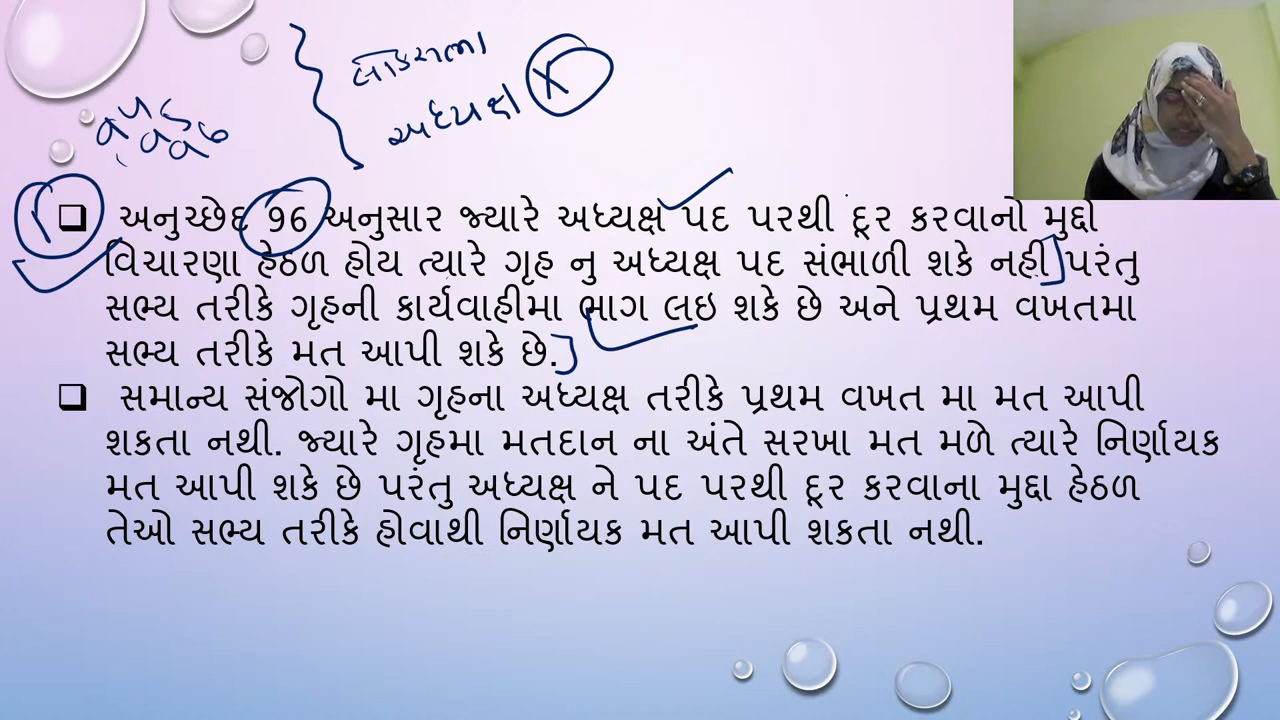 લોકસભા
અધ્યક્ષ X
૯૫
૯૬
અનુચ્છેદ 96 અનુસાર જ્યારે અધ્યક્ષ પદ પરથી દૂર કરવાનો મુદ્દો
વિચારણા હેઠળ હોય ત્યારે ગૃહ નુ અધ્યક્ષ પદ સંભાળી શકે નહી પરંતુ
સભ્ય તરીકે ગૃહની કાર્યવાહીમા ભાગ લઇ શકે છે અને પ્રથમ વખતમા
સભ્ય તરીકે મત આપી શકે છે.
સમાન્ય સંજોગો મા ગૃહના અધ્યક્ષ તરીકે પ્રથમ વખત મા મત આપી
શકતા નથી. જ્યારે ગૃહમા મતદાન ના અંતે સરખા મત મળે ત્યારે નિર્ણાયક
મત આપી શકે છે પરંતુ અધ્યક્ષ ને પદ પરથી દૂર કરવાના મુદ્દા હેઠળ
તેઓ સભ્ય તરીકે હોવાથી નિર્ણાયક મત આપી શકતા નથી.